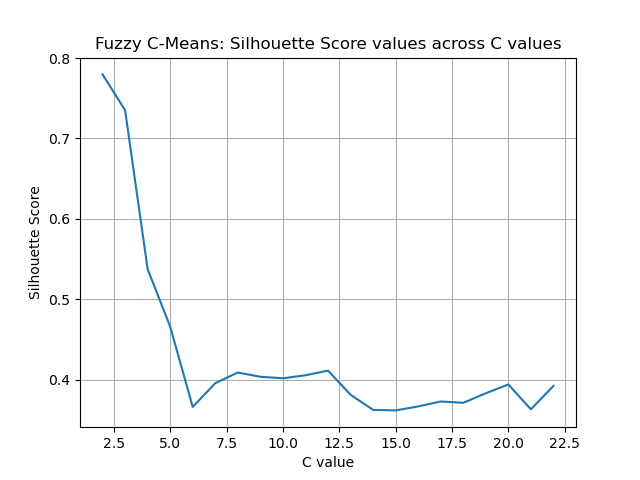 Fuzzy C-Means: Silhouette Score values across C values
0.8
0.7
0.6
0.5
0.4
Silhouette Score
2.5 5.0 7.5 10.0 12.5 15.0 17.5 20.0 22.5
C value